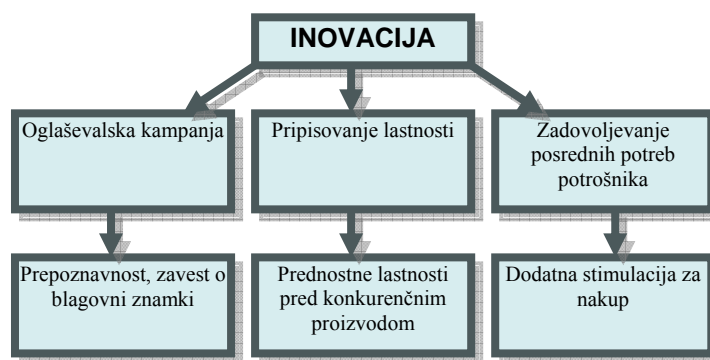 INOVACIJA
Oglaševalska kampanja
Pripisovanje lastnosti
Zadovoljevanje
posrednih potreb
potrošnika
Prepoznavnost, zavest o
blagovni znamki
Prednostne lastnosti
pred konkurenčnim
proizvodom
Dodatna stimulacija za
nakup